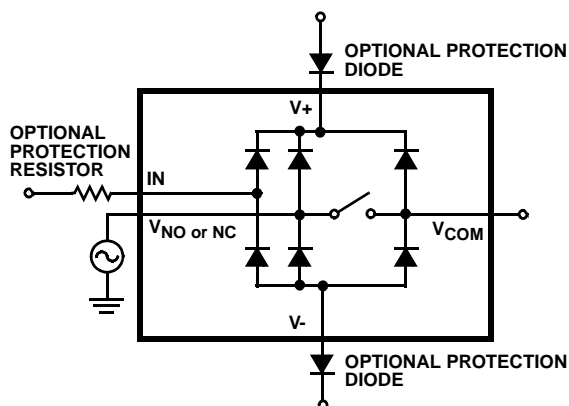 OPTIONAL PROTECTION
DIODE
V+
OPTIONAL
PROTECTION
RESISTOR
IN
VNO or NC
VCOM
V-
OPTIONAL PROTECTION
DIODE